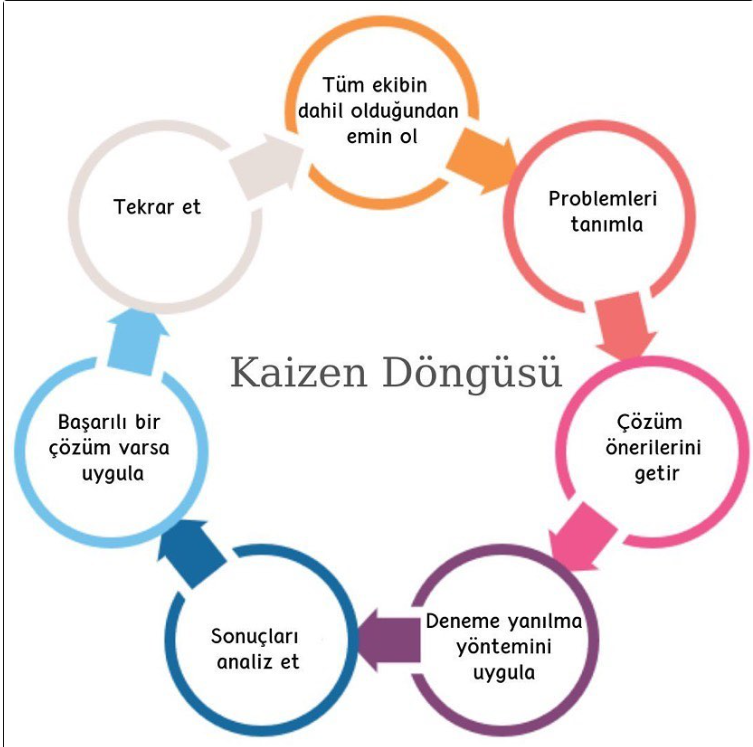 Tüm ekibin
dahil olduğundan
emin ol
Problemleri
tanımla
Çözüm
önerilerini
getir
Deneme yanılma
yöntemini
uygula
Sonuçları
analiz et
Başarılı bir
çözüm varsa
uygula
Tekrar et
Kaizen Döngüsü